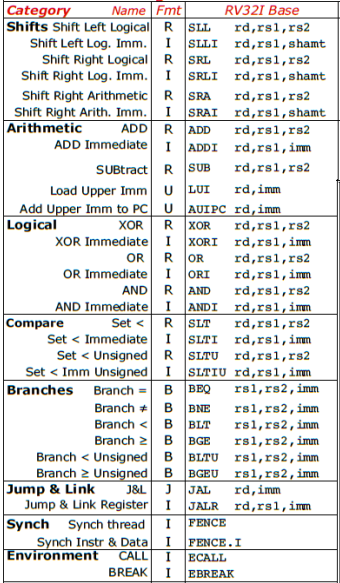 Category Name Fmt RV32I Base
Shifts Shift Left Logical R SLL rd,rs1,rs2
Shift Left Log. Imm. I SLLI rd,rs1,shamt
Shift Right Logical R SRL rd,rs1,rs2
Shift Right Log. Imm. I SRLI rd,rs1,shamt
Shift Right Arithmetic R SRA rd,rs1,rs2
Shift Right Arith. Imm. I SRAI rd,rs1,shamt
Arithmetic ADD R ADD rd,rs1,rs2
ADD Immediate I ADDI rd,rs1,imm
SUBtract R SUB rd,rs1,rs2
Load Upper Imm U LUI rd,imm
Add Upper Imm to PC U AUIPC rd,imm
Logical XOR R XOR rd,rs1,rs2
XOR Immediate I XORI rd,rs1,imm
OR R OR rd,rs1,rs2
OR Immediate I ORI rd,rs1,imm
AND R AND rd,rs1,rs2
AND Immediate I ANDI rd,rs1,imm
Compare Set < R SLT rd,rs1,rs2
Set < Immediate I SLTI rd,rs1,imm
Set < Unsigned R SLTU rd,rs1,rs2
Set < Imm Unsigned I SLTIU rd,rs1,imm
Branches Branch = B BEQ rs1,rs2,imm
Branch ≠ B BNE rs1,rs2,imm
Branch < B BLT rs1,rs2,imm
Branch ≥ B BGE rs1,rs2,imm
Branch < Unsigned B BLTU rs1,rs2,imm
Branch ≥ Unsigned B BGEU rs1,rs2,imm
Jump & Link J&L J JAL rd,imm
Jump & Link Register I JALR rd,rs1,imm
Synch Synch thread I FENCE
Synch Instr & Data I FENCE.I
Environment CALL I ECALL
BREAK I EBREAK